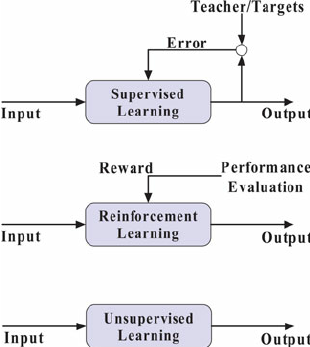 Teacher/Targets
Error
Supervised
Learning
Input
Output
Reward
Performance
Evaluation
Reinforcement
Learning
Input
Output
Unsupervised
Learning
Input
Output